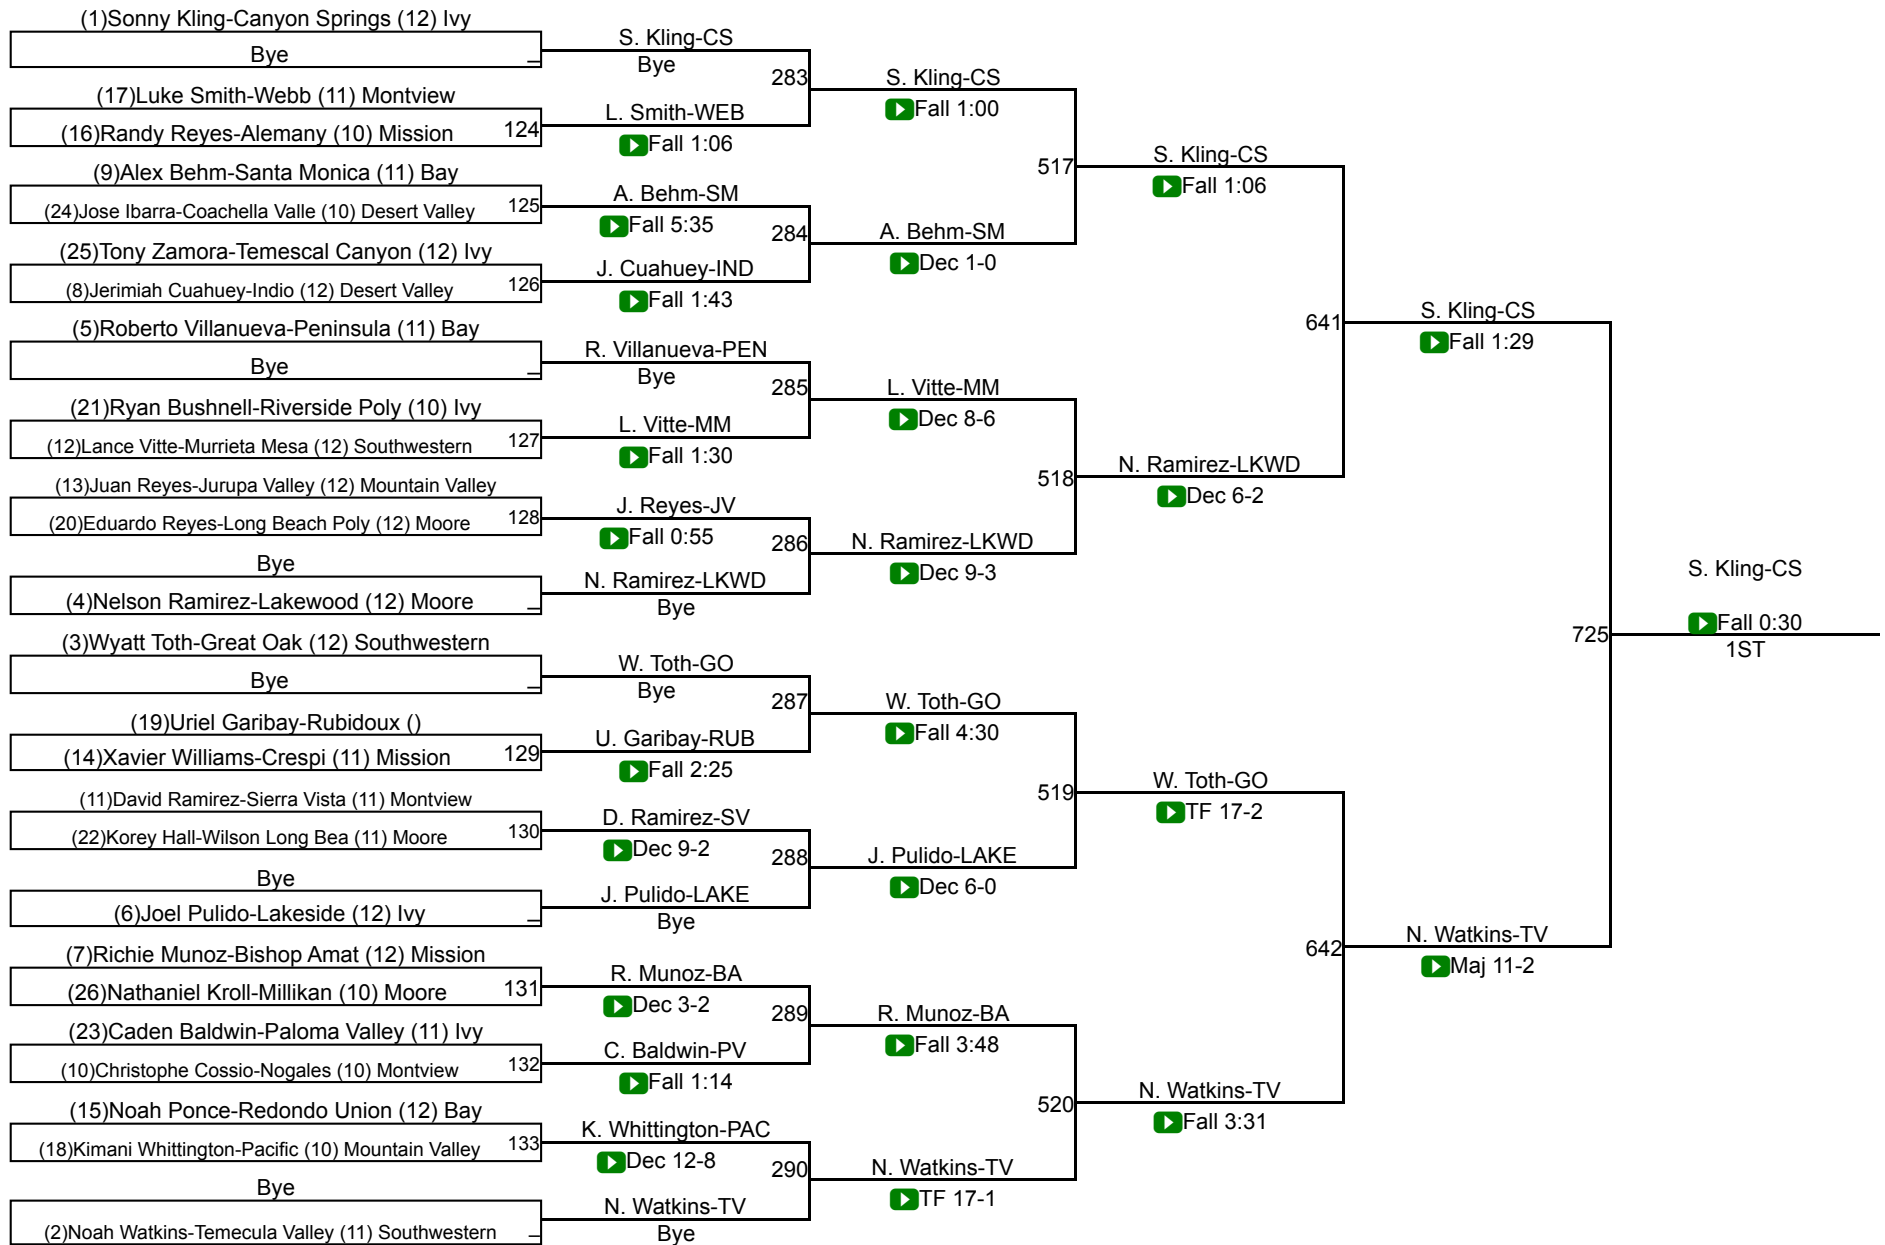 (1)Sonny Kling-Canyon Springs (12) Ivy
Bye
(17)Luke Smith-Webb (11) Montview
(16)Randy Reyes-Alemany (10) Mission
124
(9)Alex Behm-Santa Monica (11) Bay
(24)Jose Ibarra-Coachella Valle (10) Desert Valley
125
(25)Tony Zamora-Temescal Canyon (12) Ivy
(8)Jerimiah Cuahuey-Indio (12) Desert Valley
126
(5)Roberto Villanueva-Peninsula (11) Bay
Bye
(21)Ryan Bushnell-Riverside Poly (10) Ivy
(12)Lance Vitte-Murrieta Mesa (12) Southwestern
127
(13)Juan Reyes-Jurupa Valley (12) Mountain Valley
(20)Eduardo Reyes-Long Beach Poly (12) Moore
128
Bye
(4)Nelson Ramirez-Lakewood (12) Moore
(3)Wyatt Toth-Great Oak (12) Southwestern
Bye
(19)Uriel Garibay-Rubidoux ()
(14)Xavier Williams-Crespi (11) Mission
129
(11)David Ramirez-Sierra Vista (11) Montview
(22)Korey Hall-Wilson Long Bea (11) Moore
130
Bye
(6)Joel Pulido-Lakeside (12) Ivy
(7)Richie Munoz-Bishop Amat (12) Mission
(26)Nathaniel Kroll-Millikan (10) Moore
131
(23)Caden Baldwin-Paloma Valley (11) Ivy
(10)Christophe Cossio-Nogales (10) Montview
132
(15)Noah Ponce-Redondo Union (12) Bay
(18)Kimani Whittington-Pacific (10) Mountain Valley
133
Bye
(2)Noah Watkins-Temecula Valley (11) Southwestern
S. Kling-CS
Bye
283
L. Smith-WEB
Fall 1:06
A. Behm-SM
Fall 5:35
284
J. Cuahuey-IND
Fall 1:43
R. Villanueva-PEN
Bye
285
L. Vitte-MM
Fall 1:30
J. Reyes-JV
Fall 0:55
286
N. Ramirez-LKWD
Bye
W. Toth-GO
Bye
287
U. Garibay-RUB
Fall 2:25
D. Ramirez-SV
Dec 9-2
288
J. Pulido-LAKE
Bye
R. Munoz-BA
Dec 3-2
289
C. Baldwin-PV
Fall 1:14
K. Whittington-PAC
Dec 12-8
290
N. Watkins-TV
Bye
S. Kling-CS
Fall 1:00
517
A. Behm-SM
Dec 1-0
L. Vitte-MM
Dec 8-6
518
N. Ramirez-LKWD
Dec 9-3
W. Toth-GO
Fall 4:30
519
J. Pulido-LAKE
Dec 6-0
R. Munoz-BA
Fall 3:48
520
N. Watkins-TV
TF 17-1
S. Kling-CS
Fall 1:06
641
N. Ramirez-LKWD
Dec 6-2
W. Toth-GO
TF 17-2
642
N. Watkins-TV
Fall 3:31
S. Kling-CS
Fall 1:29
725
N. Watkins-TV
Maj 11-2
S. Kling-CS
Fall 0:30
1ST